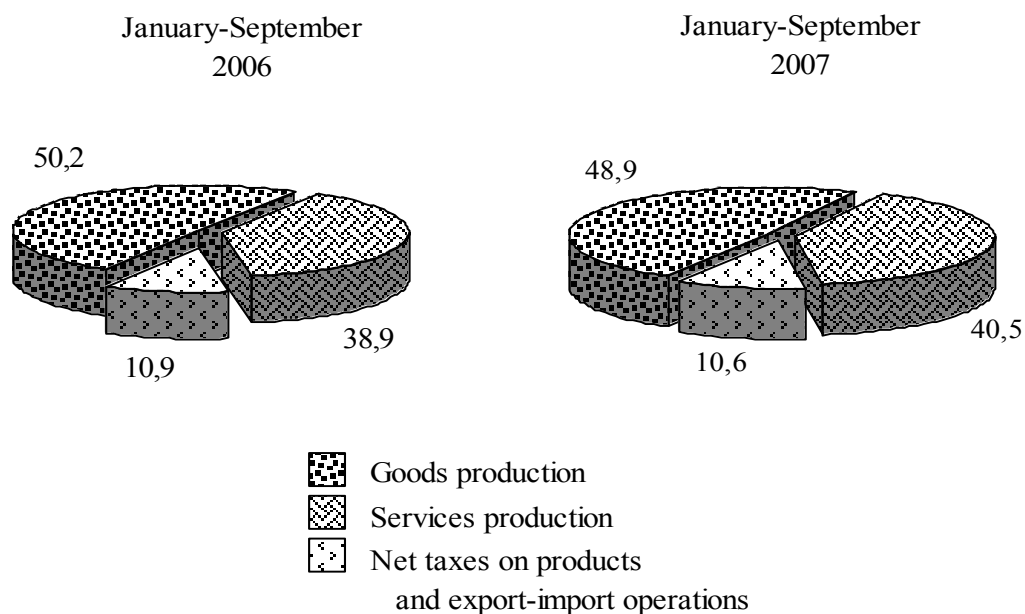 January-September
2006
January-September
2007
50,2
48,9
38,9
40,5
10,9
10,6
Goods production
Services production
Net taxes on products
and export-import operations